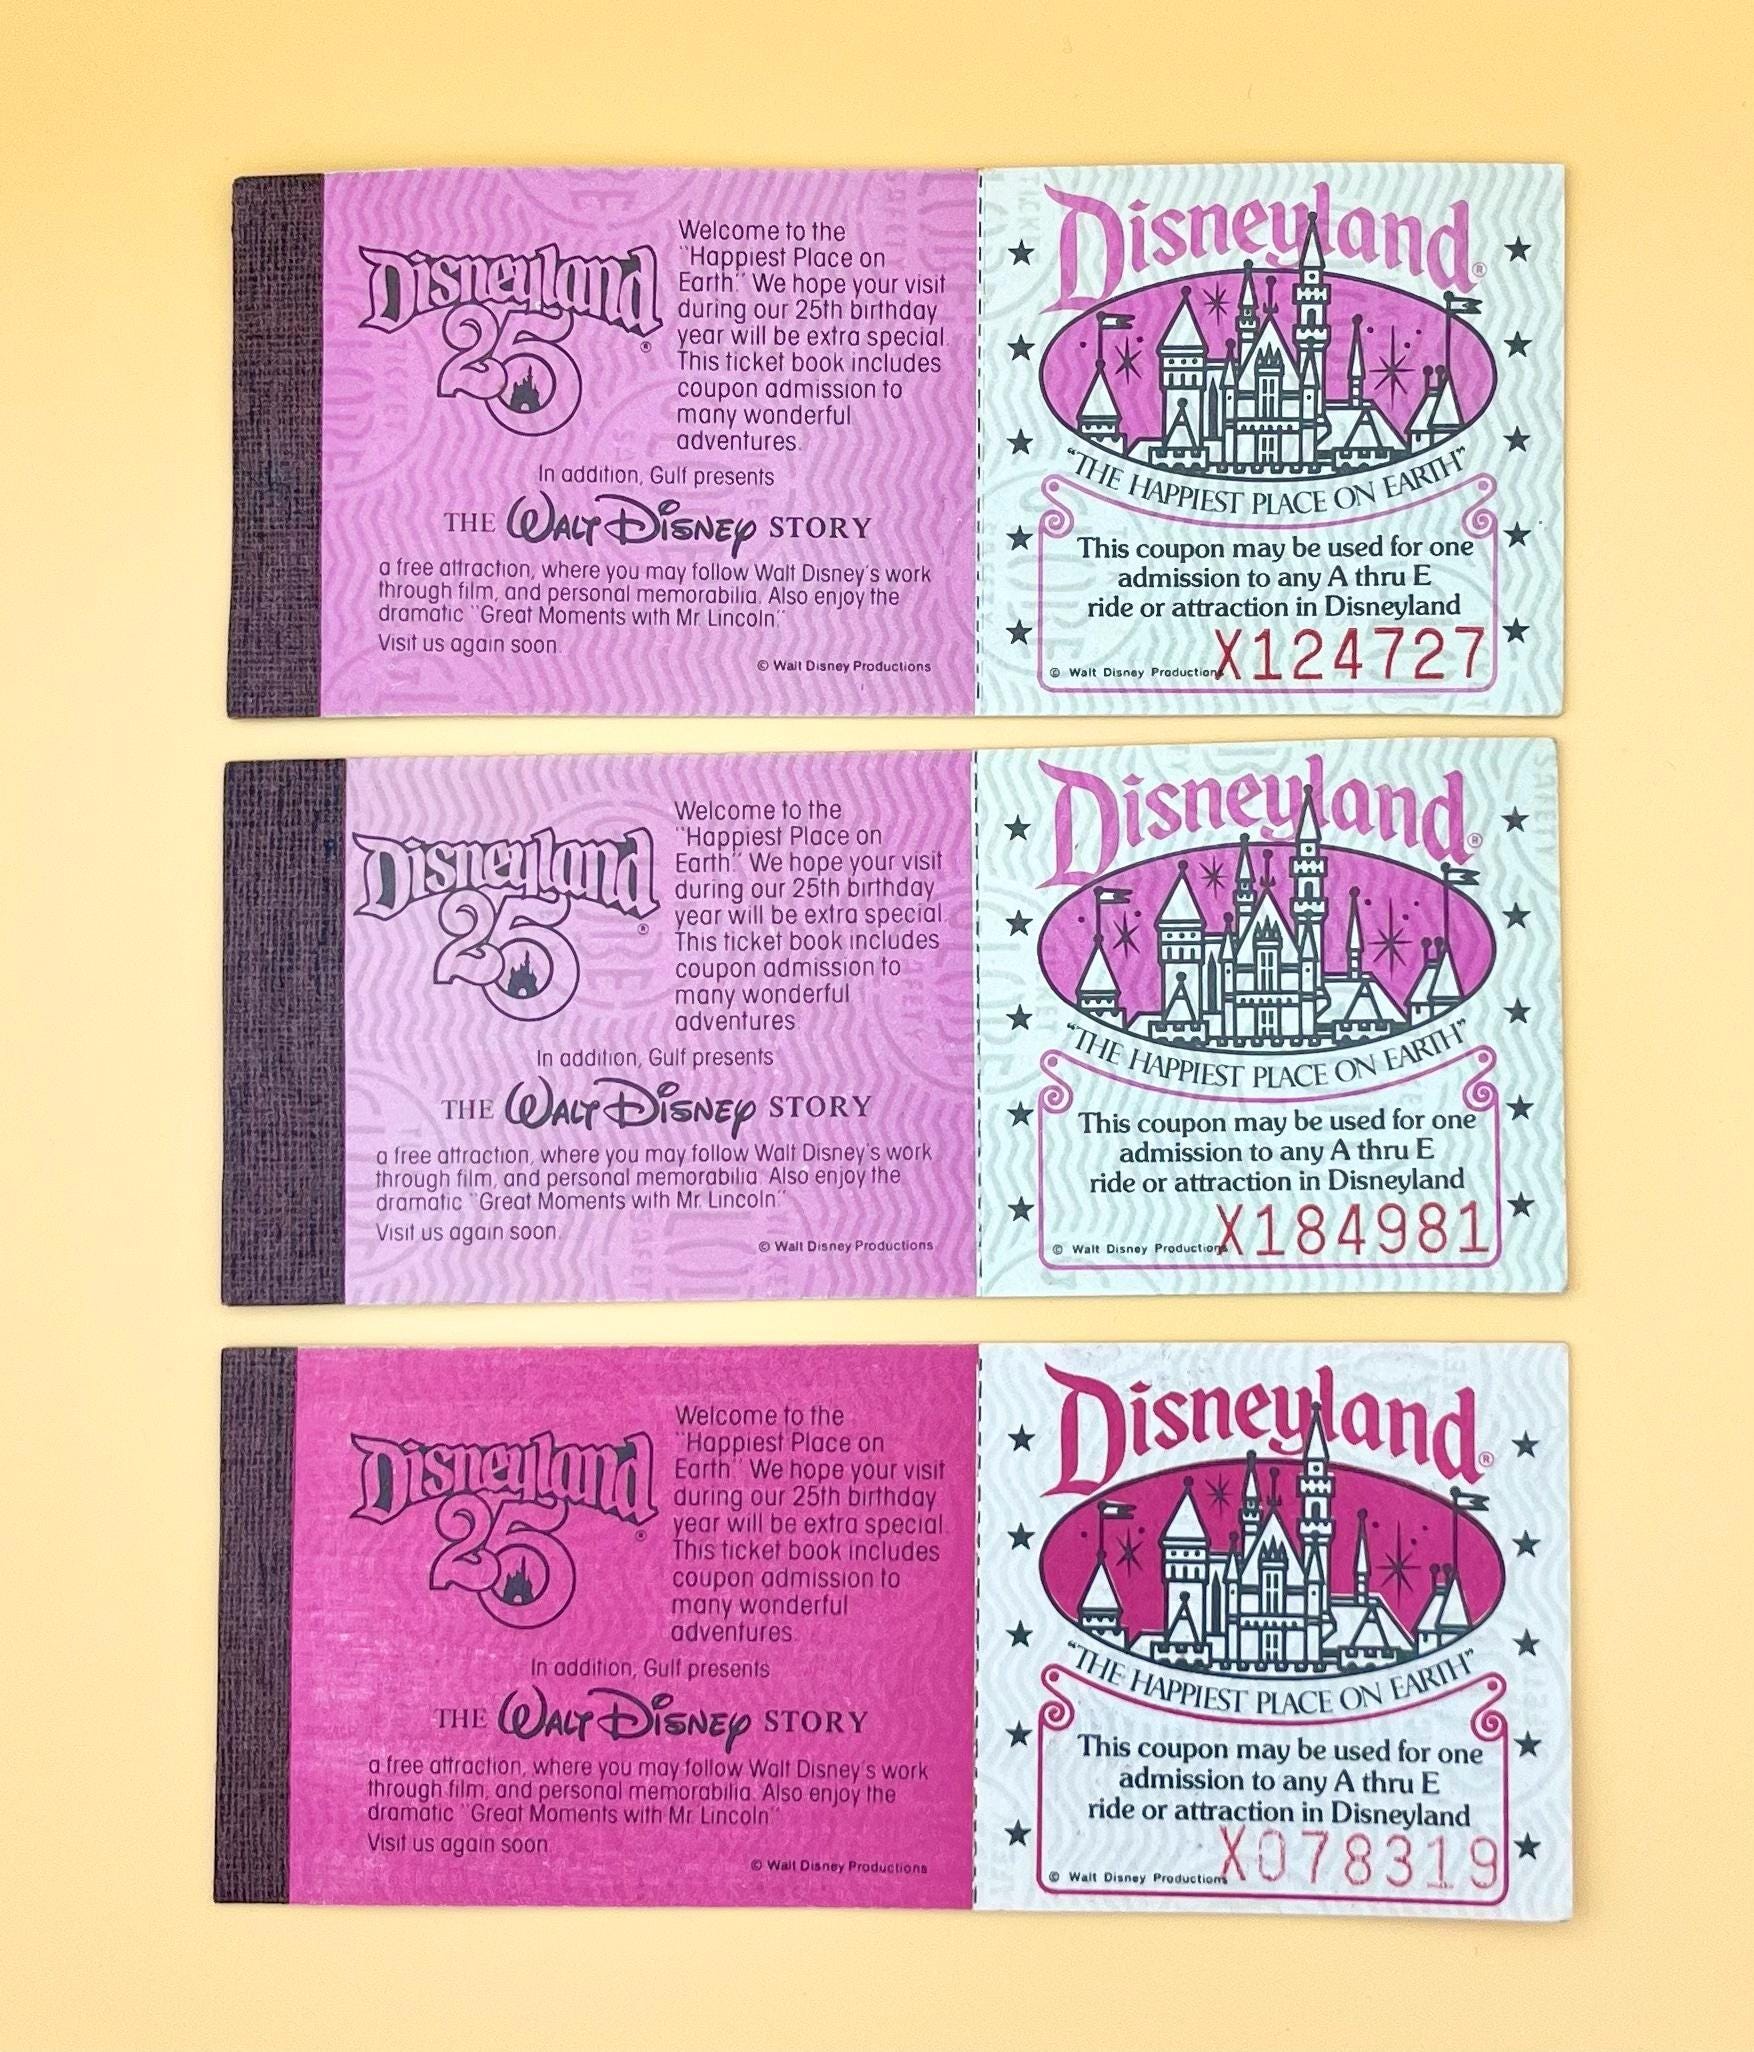 Disneyland
25
®
Welcome to the
"Happiest Place on
Earth." We hope your visit
during our 25th birthday
year will be extra special.
This ticket book includes
coupon admission to
many wonderful
adventures.
In addition, Gulf presents
THE WALT DISNEY STORY
a free attraction, where you may follow Walt Disney's work
through film, and personal memorabilia. Also enjoy the
dramatic "Great Moments with Mr. Lincoln."
Visit us again soon.
© Walt Disney Productions
Disneyland®
"THE HAPPIEST PLACE ON EARTH"
This coupon may be used for one
admission to any A thru E
ride or attraction in Disneyland
© Walt Disney Productions
X124727
Disneyland
25
®
Welcome to the
"Happiest Place on
Earth." We hope your visit
during our 25th birthday
year will be extra special.
This ticket book includes
coupon admission to
many wonderful
adventures.
In addition, Gulf presents
THE WALT DISNEY STORY
a free attraction, where you may follow Walt Disney's work
through film, and personal memorabilia. Also enjoy the
dramatic "Great Moments with Mr. Lincoln."
Visit us again soon.
© Walt Disney Productions
Disneyland®
"THE HAPPIEST PLACE ON EARTH"
This coupon may be used for one
admission to any A thru E
ride or attraction in Disneyland
© Walt Disney Productions
X184981
Disneyland
25
®
Welcome to the
"Happiest Place on
Earth." We hope your visit
during our 25th birthday
year will be extra special.
This ticket book includes
coupon admission to
many wonderful
adventures.
In addition, Gulf presents
THE WALT DISNEY STORY
a free attraction, where you may follow Walt Disney's work
through film, and personal memorabilia. Also enjoy the
dramatic "Great Moments with Mr. Lincoln."
Visit us again soon.
© Walt Disney Productions
Disneyland®
"THE HAPPIEST PLACE ON EARTH"
This coupon may be used for one
admission to any A thru E
ride or attraction in Disneyland
© Walt Disney Productions
X078319